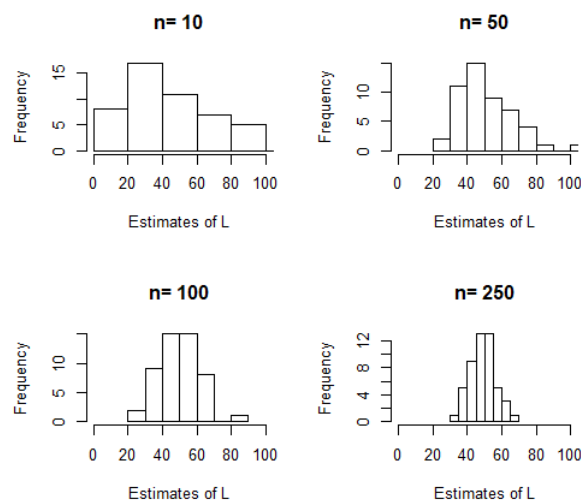 n= 10
Frequency
0 5 15
0 20 40 60 80 100
Estimates of L
n= 50
Frequency
0 5 10
0 20 40 60 80 100
Estimates of L
n= 100
Frequency
0 5 10
0 20 40 60 80 100
Estimates of L
n= 250
Frequency
0 4 8 12
0 20 40 60 80 100
Estimates of L